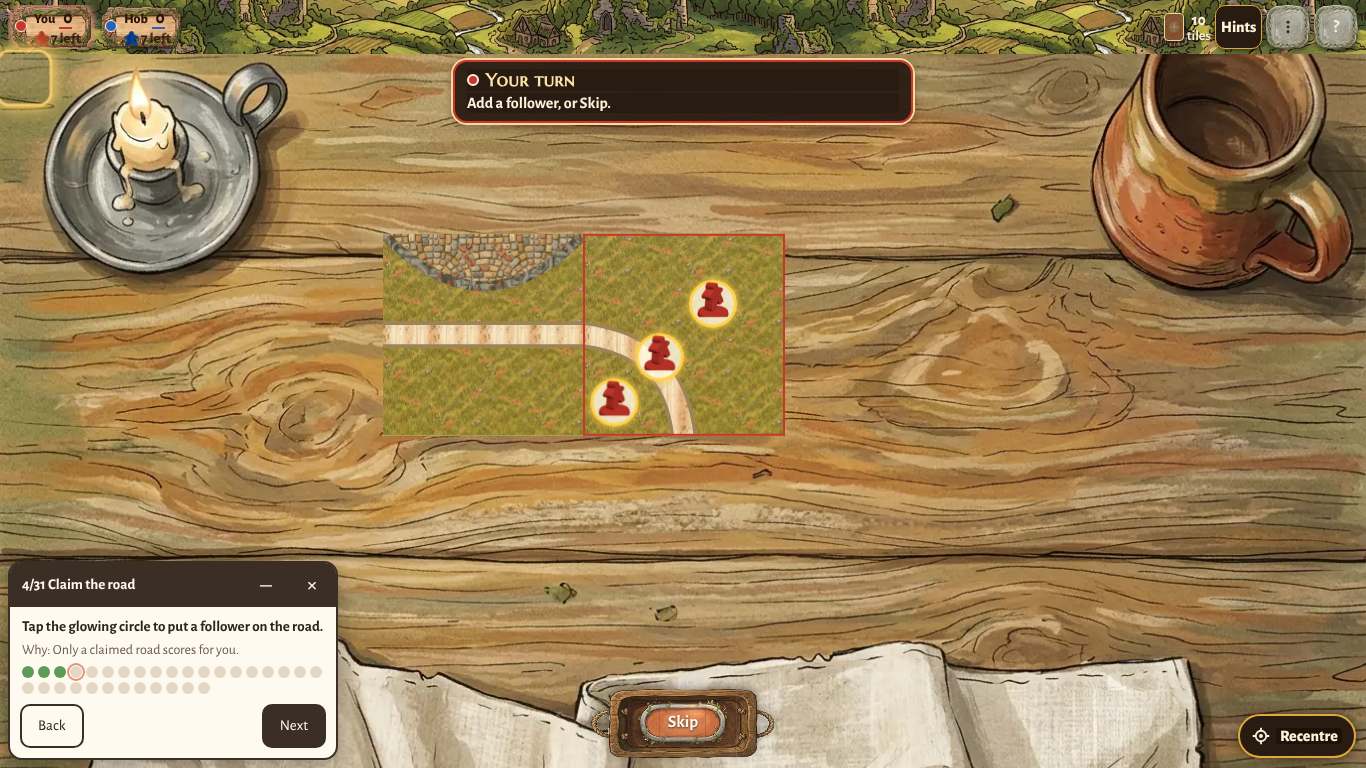 You 0
7 left
Hob 0
7 left
10
tiles
Hints
?
Your turn
Add a follower, or Skip.
4/31 Claim the road
Tap the glowing circle to put a follower on the road.
Why: Only a claimed road scores for you.
Back
Next
Skip
Recentre